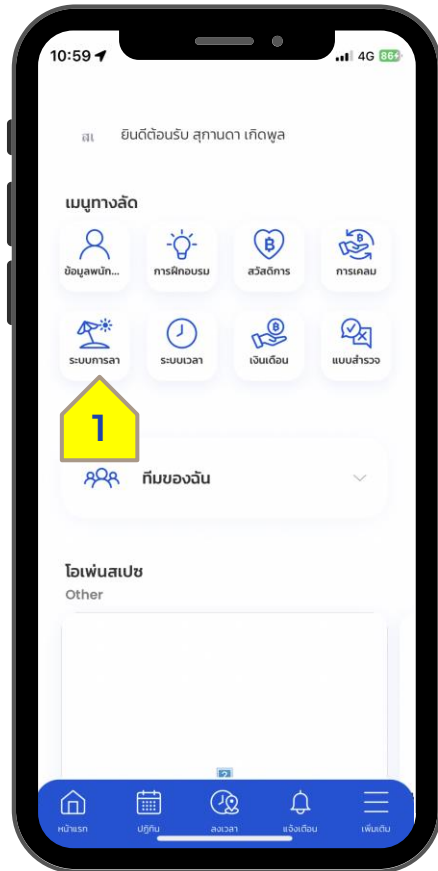 10:59
4G 86
สเ ยินดีต้อนรับ สุกานดา เกิดพูล
เมนูทางลัด
ข้อมูลพนัก... การฝึกอบรม สวัสดิการ การเคลม
ระบบการลา ระบบเวลา เงินเดือน แบบสำรวจ
1
ทีมของฉัน
โอเพ่นสเปซ
Other
หน้าแรก ปฏิทิน ลงเวลา แจ้งเตือน เพิ่มเติม